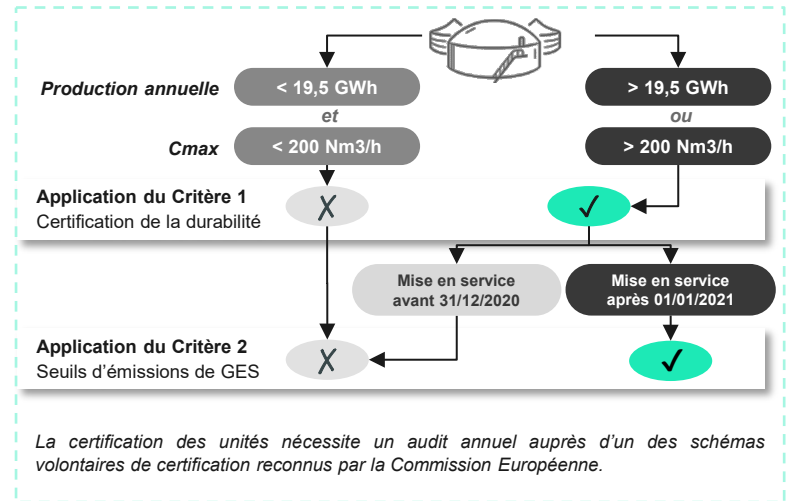 Production annuelle
< 19,5 GWh
> 19,5 GWh
et
ou
Cmax
< 200 Nm3/h
> 200 Nm3/h
Application du Critère 1
Certification de la durabilité
Mise en service
avant 31/12/2020
Mise en service
après 01/01/2021
Application du Critère 2
Seuils d'émissions de GES
La certification des unités nécessite un audit annuel auprès d'un des schémas
volontaires de certification reconnus par la Commission Européenne.